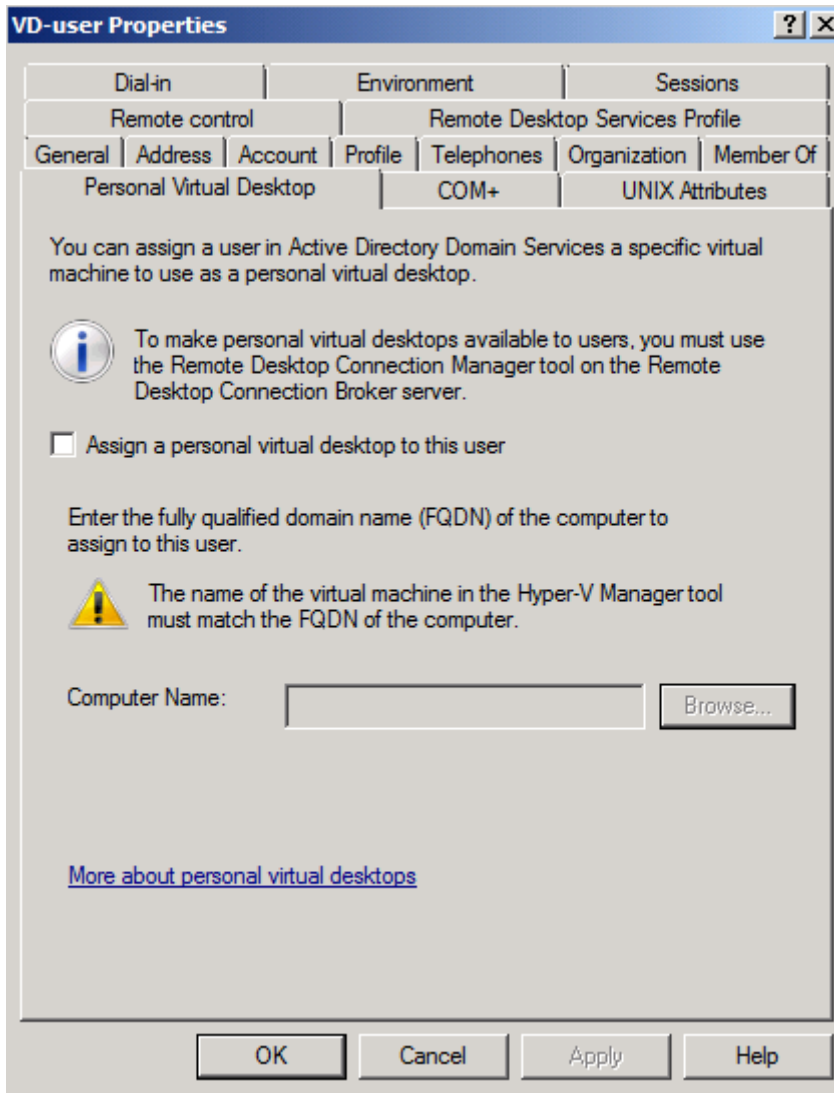 VD-user Properties
Dial-in Environment Sessions
Remote control Remote Desktop Services Profile
General Address Account Profile Telephones Organization Member Of
Personal Virtual Desktop COM+ UNIX Attributes
You can assign a user in Active Directory Domain Services a specific virtual
machine to use as a personal virtual desktop.
To make personal virtual desktops available to users, you must use
the Remote Desktop Connection Manager tool on the Remote
Desktop Connection Broker server.
Assign a personal virtual desktop to this user
Enter the fully qualified domain name (FQDN) of the computer to
assign to this user.
The name of the virtual machine in the Hyper-V Manager tool
must match the FQDN of the computer.
Computer Name: Browse...
More about personal virtual desktops
OK Cancel Apply Help